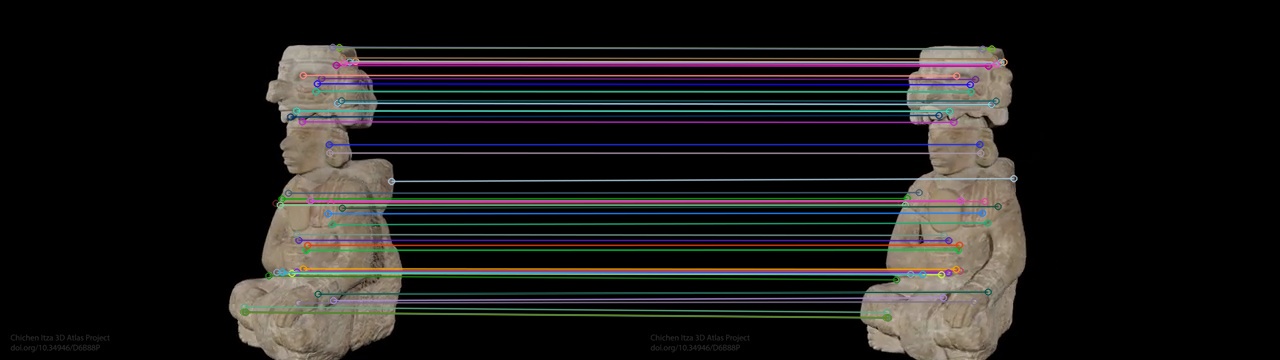 Chichen Itza 3D Atlas Project
doi.org/10.34946/D6B88P
Chichen Itza 3D Atlas Project
doi.org/10.34946/D6B88P